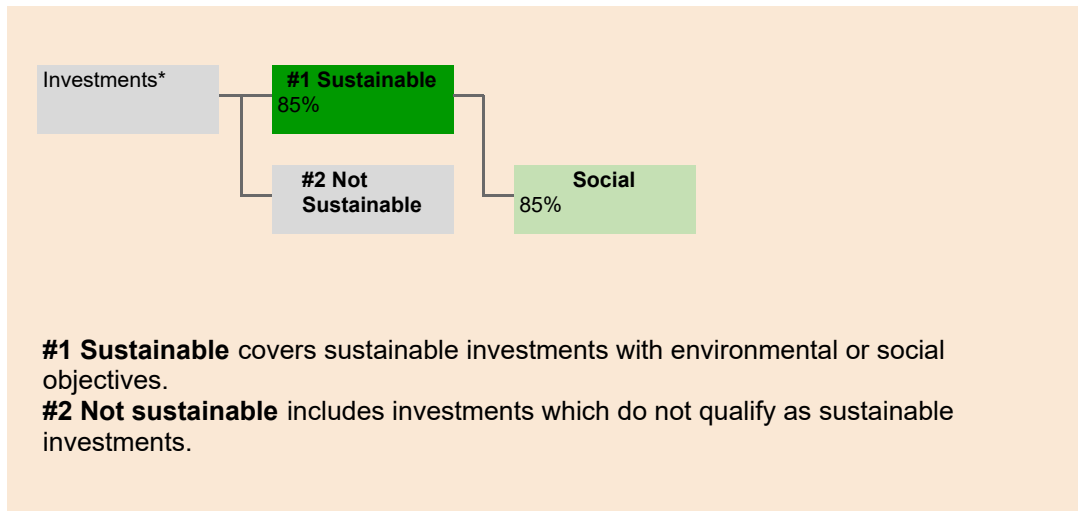 Investments*
#1 Sustainable
85%
#2 Not
Sustainable
Social
85%
#1 Sustainable covers sustainable investments with environmental or social
objectives.
#2 Not sustainable includes investments which do not qualify as sustainable
investments.